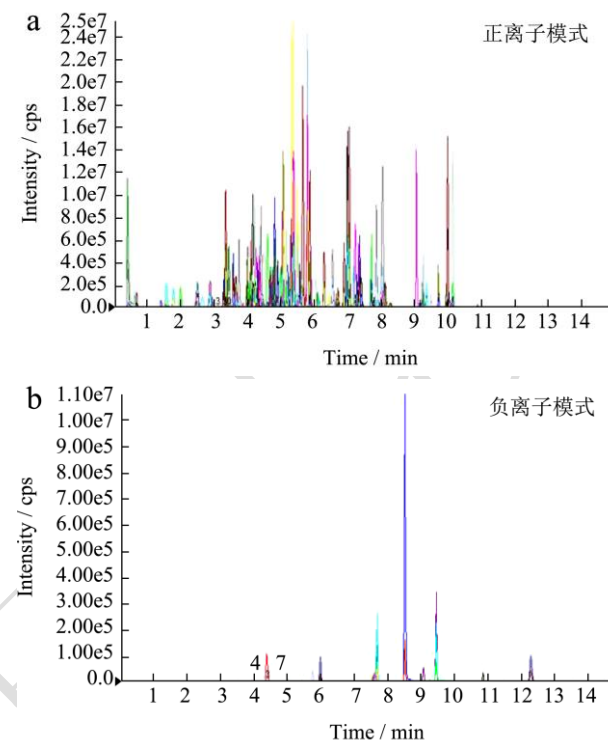 a
正离子模式
Intensity / cps
2.5e7
2.4e7
2.2e7
1.8e7
1.6e7
1.4e7
1.2e7
1.0e7
8.0e5
6.0e5
4.0e5
2.0e5
0.0
1 2 3 4 5 6 7 8 9 10 11 12 13 14
Time / min
b
负离子模式
Intensity / cps
1.10e7
1.00e7
9.00e5
8.00e5
7.00e5
6.00e5
5.00e5
4.00e5
3.00e5
2.00e5
1.00e5
0.0
4 7
1 2 3 4 5 6 7 8 9 10 11 12 13 14
Time / min